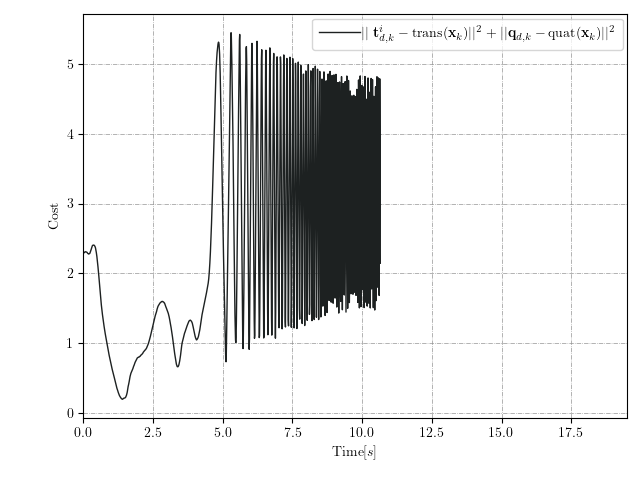 || t^i_{d,k} − trans(x_k)||² + ||q_{d,k} − quat(x_k)||²
5
4
3
2
1
0
Cost
0.0 2.5 5.0 7.5 10.0 12.5 15.0 17.5
Time[s]